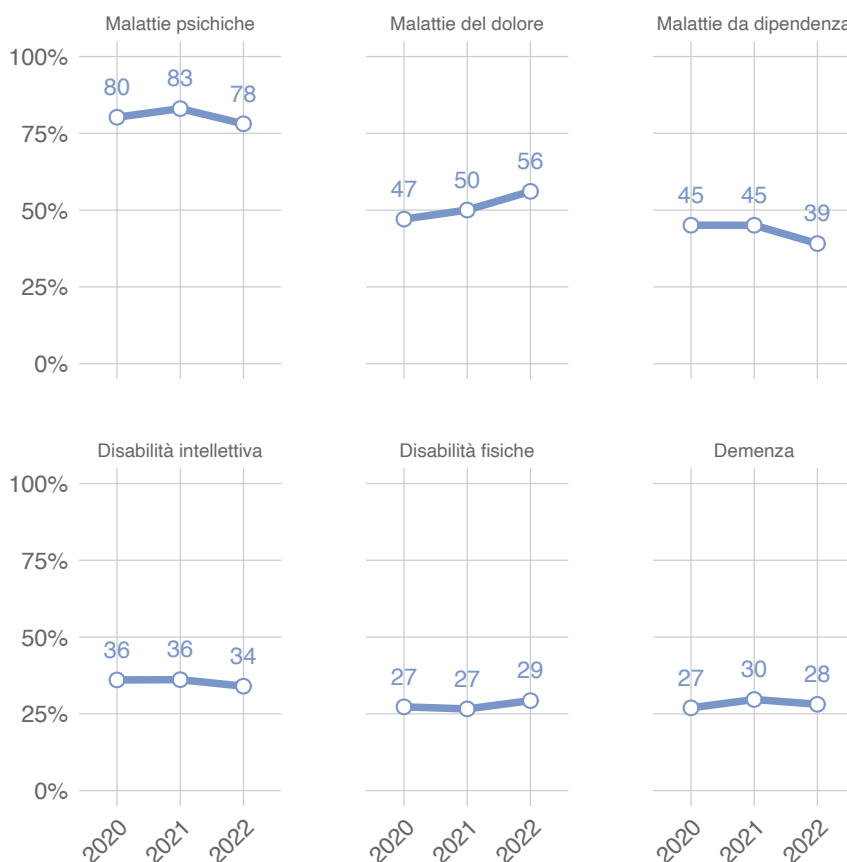 Malattie psichiche Malattie del dolore Malattie da dipendenza
100%
80 83 78
75%
56
47 50
45 45 39
50%
25%
0%
Disabilità intellettiva Disabilità fisiche Demenza
100%
75%
50%
36 36 34
27 27 29
27 30 28
25%
0%
2020 2021 2022 2020 2021 2022 2020 2021 2022